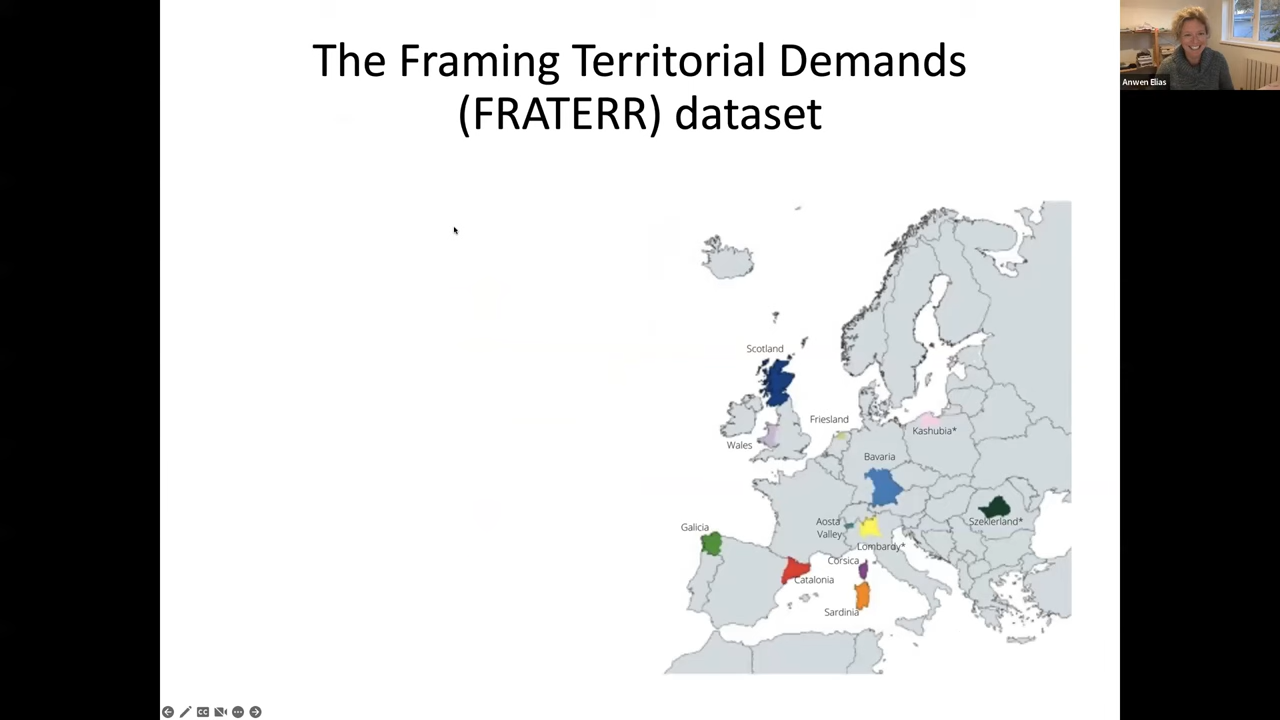 The Framing Territorial Demands
(FRATERR) dataset
Anwen Elias
Scotland
Friesland
Kashubia*
Wales
Bavaria
Galicia
Aosta
Valley
Szeklerland*
Lombardy*
Corsica
Catalonia
Sardinia
CC